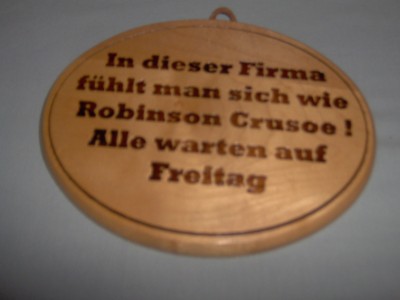 In dieser Firma
fühlt man sich wie
Robinson Crusoe !
Alle warten auf
Freitag